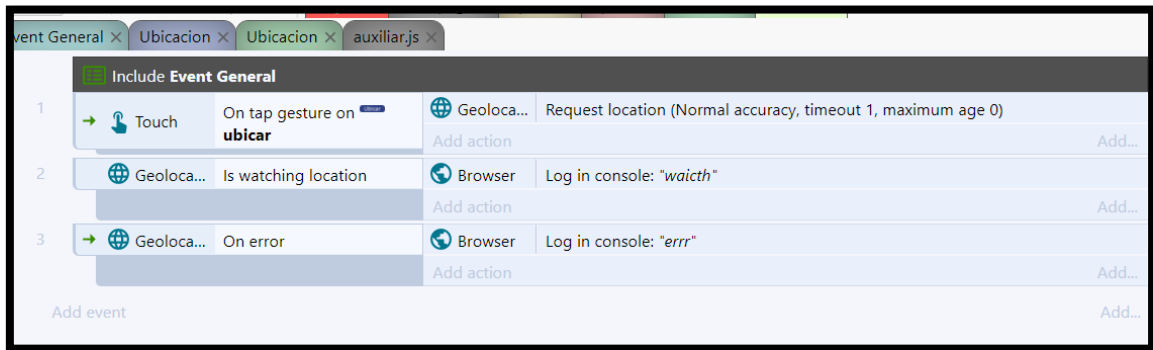 vent General × Ubicacion × Ubicacion × auxiliar.js ×
Include Event General
1 Touch On tap gesture on Ubicar ubicar Geoloca... Request location (Normal accuracy, timeout 1, maximum age 0)
Add action Add...
2 Geoloca... Is watching location Browser Log in console: "waicth"
Add action Add...
3 Geoloca... On error Browser Log in console: "errr"
Add action Add...
Add event Add...